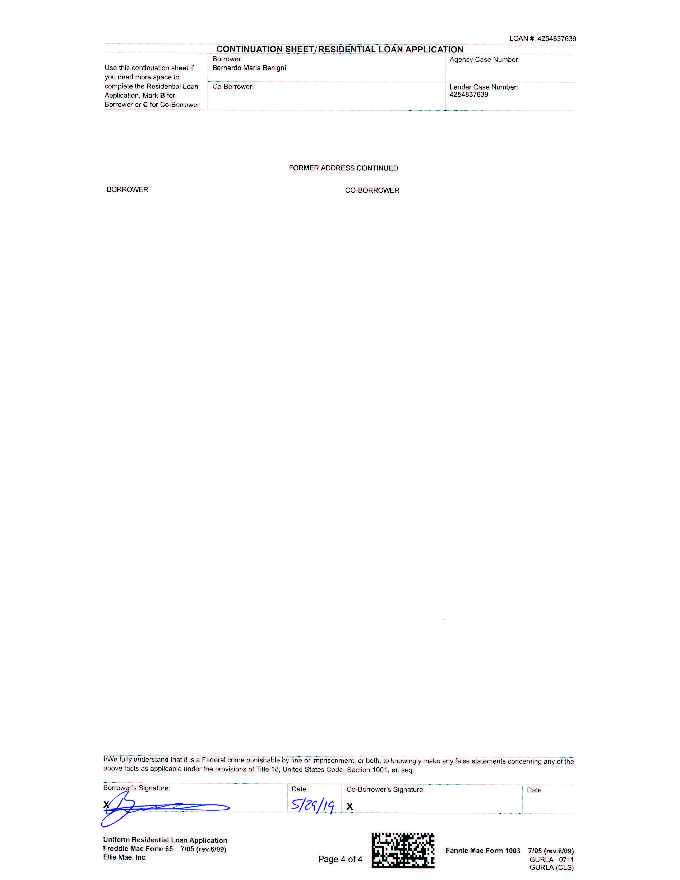 LOAN #: 4254837639
CONTINUATION SHEET/RESIDENTIAL LOAN APPLICATION
Use this continuation sheet if
you need more space to
complete the Residential Loan
Application. Mark B for
Borrower or C for Co-Borrower
Borrower:
Bernardo Maria Benigni
Agency Case Number:
Co-Borrower:
Lender Case Number:
4254837639
FORMER ADDRESS CONTINUED
BORROWER
CO-BORROWER
I/We fully understand that it is a Federal crime punishable by fine or imprisonment, or both, to knowingly make any false statements concerning any of the
above facts as applicable under the provisions of Title 18, United States Code, Section 1001, et seq.
Borrower's Signature:
X
Date
5/29/19
Co-Borrower's Signature:
X
Date
Uniform Residential Loan Application
Freddie Mac Form 65 7/05 (rev.6/09)
Ellie Mae, Inc.
Page 4 of 4
Fannie Mae Form 1003 7/05 (rev.6/09)
GURLA 0711
GURLA (CLS)